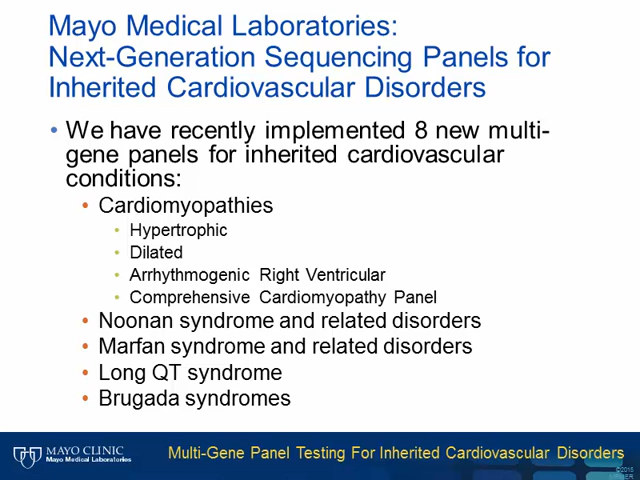 Mayo Medical Laboratories:
Next-Generation Sequencing Panels for
Inherited Cardiovascular Disorders
• We have recently implemented 8 new multi-
gene panels for inherited cardiovascular
conditions:
• Cardiomyopathies
• Hypertrophic
• Dilated
• Arrhythmogenic Right Ventricular
• Comprehensive Cardiomyopathy Panel
• Noonan syndrome and related disorders
• Marfan syndrome and related disorders
• Long QT syndrome
• Brugada syndromes
MAYO CLINIC
Mayo Medical Laboratories
Multi-Gene Panel Testing For Inherited Cardiovascular Disorders